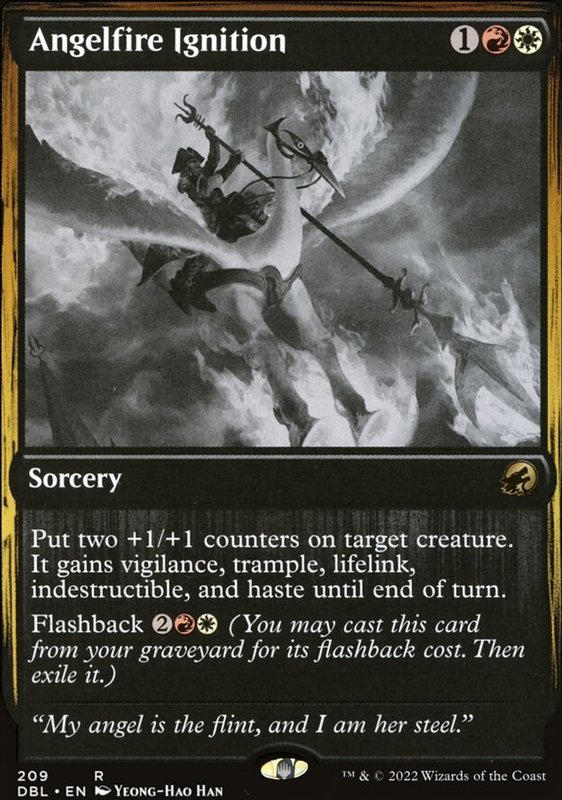 Angelfire Ignition 1
Sorcery
Put two +1/+1 counters on target creature.
It gains vigilance, trample, lifelink,
indestructible, and haste until end of turn.
Flashback 2 (You may cast this card
from your graveyard for its flashback cost. Then
exile it.)
“My angel is the flint, and I am her steel.”
209 R
DBL • EN Yeong-Hao Han
™ & © 2022 Wizards of the Coast